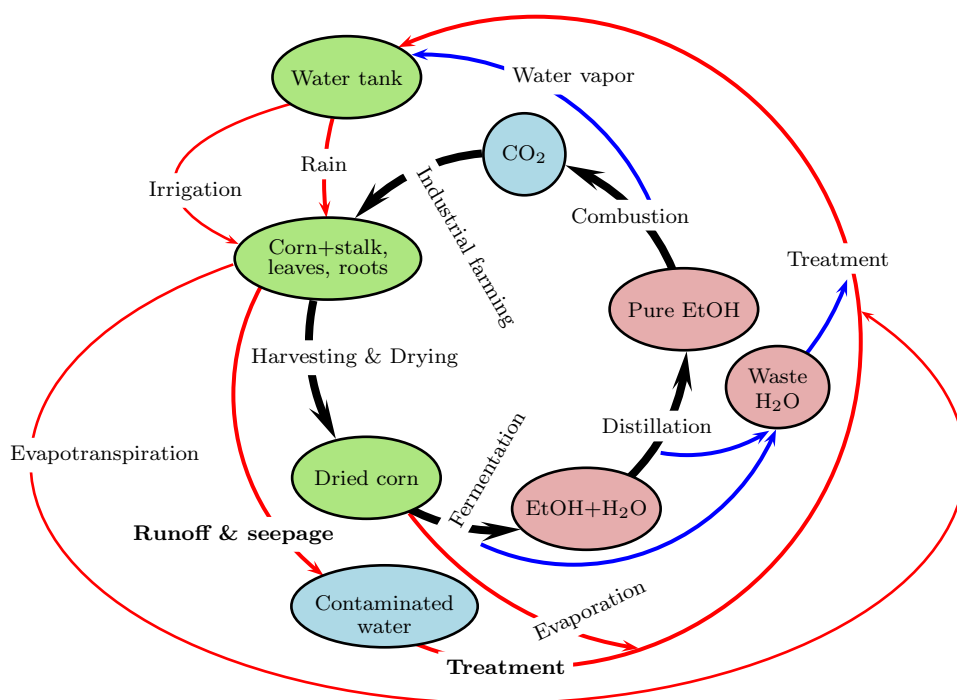 Water tank
Water vapor
CO₂
Rain
Irrigation
Industrial farming
Combustion
Corn+stalk,
leaves, roots
Treatment
Pure EtOH
Harvesting & Drying
Waste
H₂O
Distillation
Evapotranspiration
Dried corn
Fermentation
EtOH+H₂O
Runoff & seepage
Contaminated
water
Evaporation
Treatment